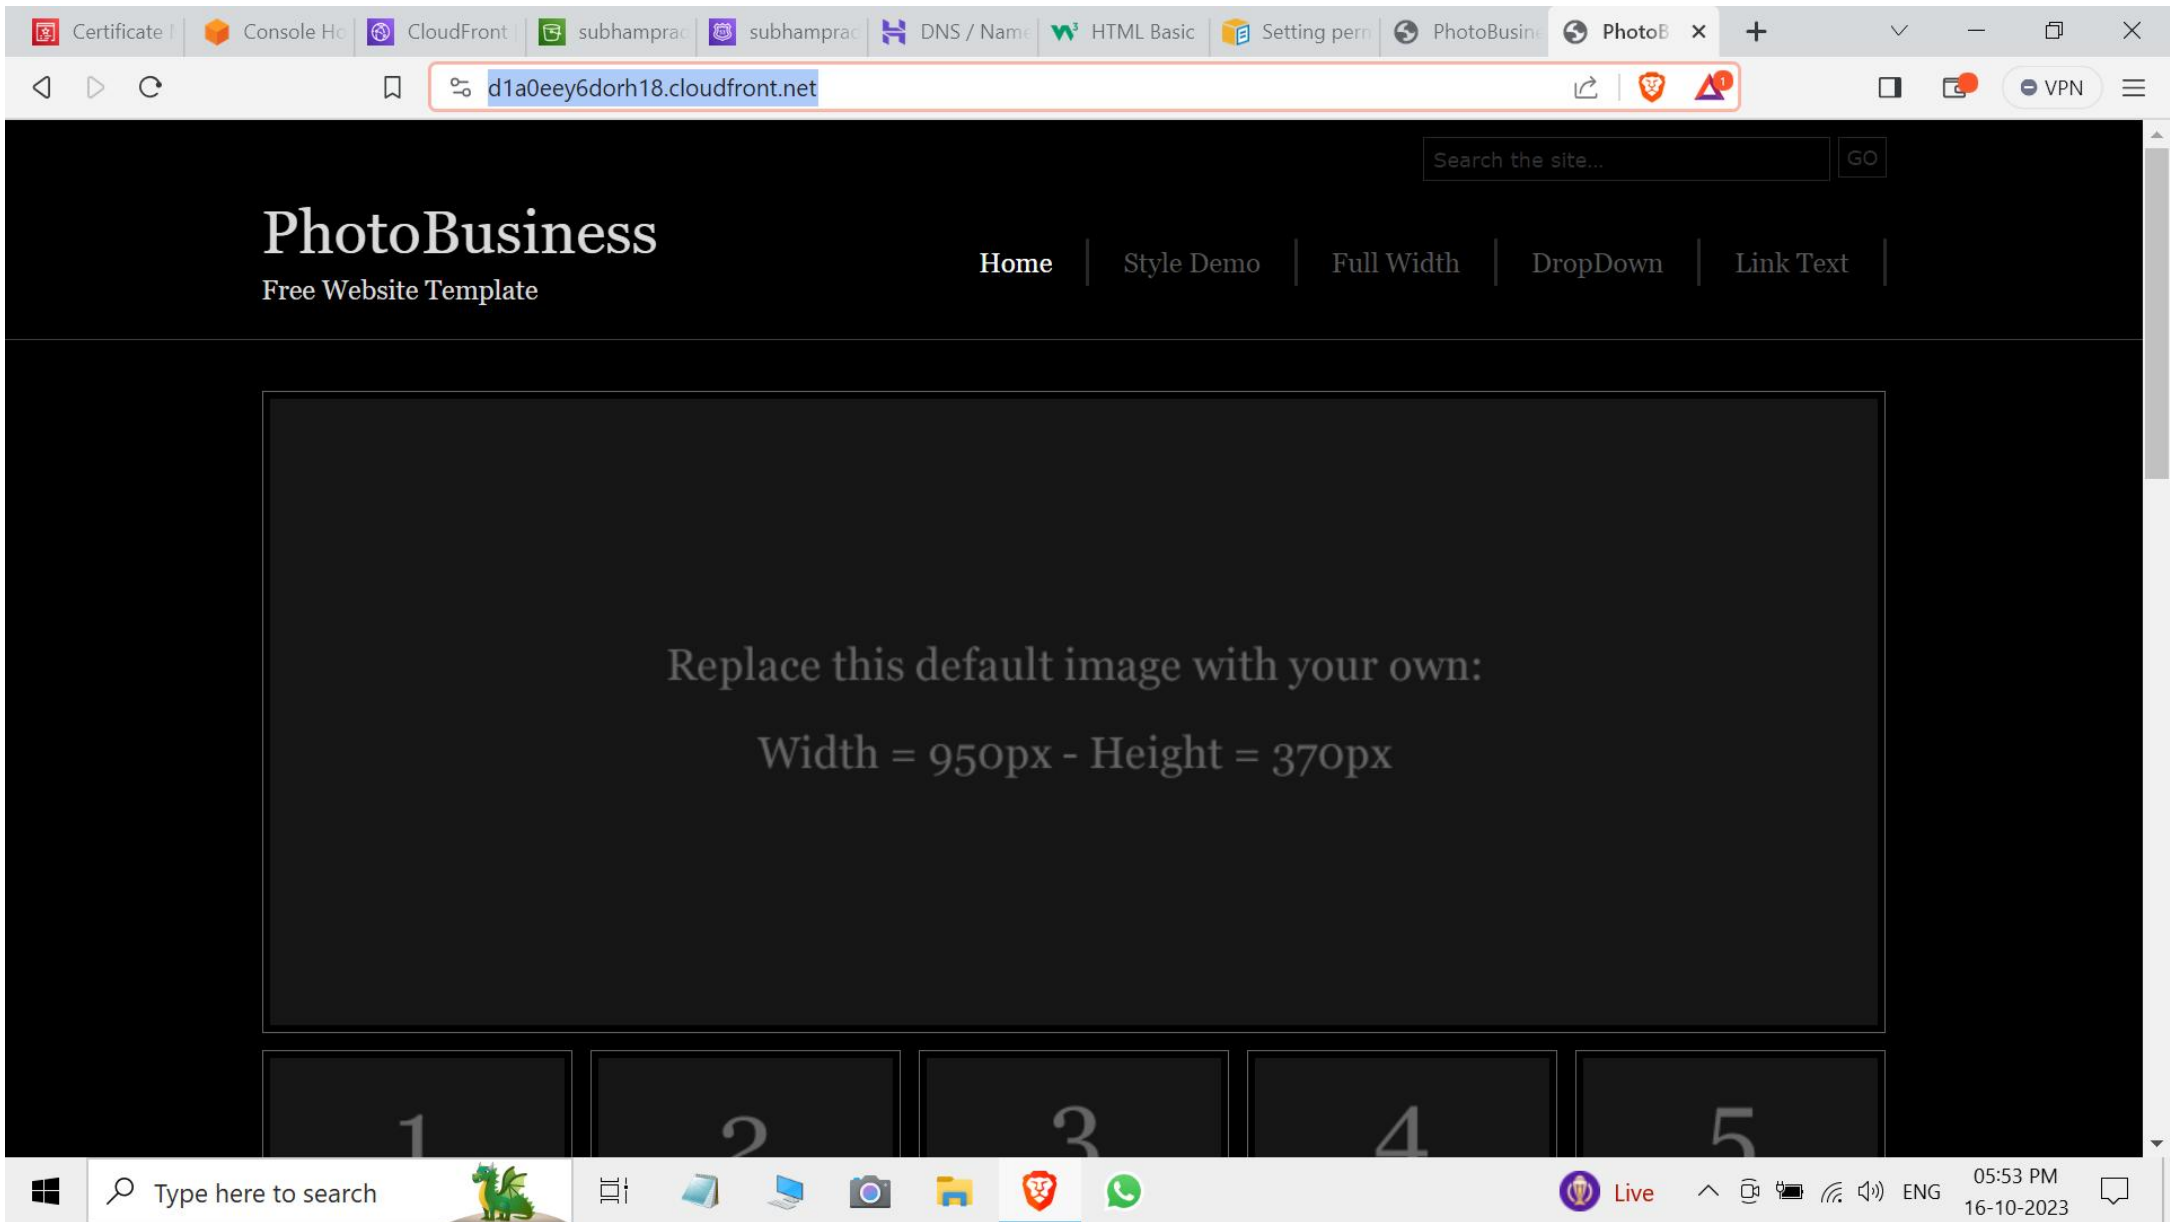 Certificate
Console Ho
CloudFront
subhamprac
subhamprac
DNS / Name
HTML Basic
Setting pern
PhotoBusine
PhotoB
d1a0eey6dorh18.cloudfront.net
1
VPN
Search the site...
GO
PhotoBusiness
Free Website Template
Home
Style Demo
Full Width
DropDown
Link Text
Replace this default image with your own:
Width = 950px - Height = 370px
1
2
3
4
5
Type here to search
Live
ENG
05:53 PM
16-10-2023